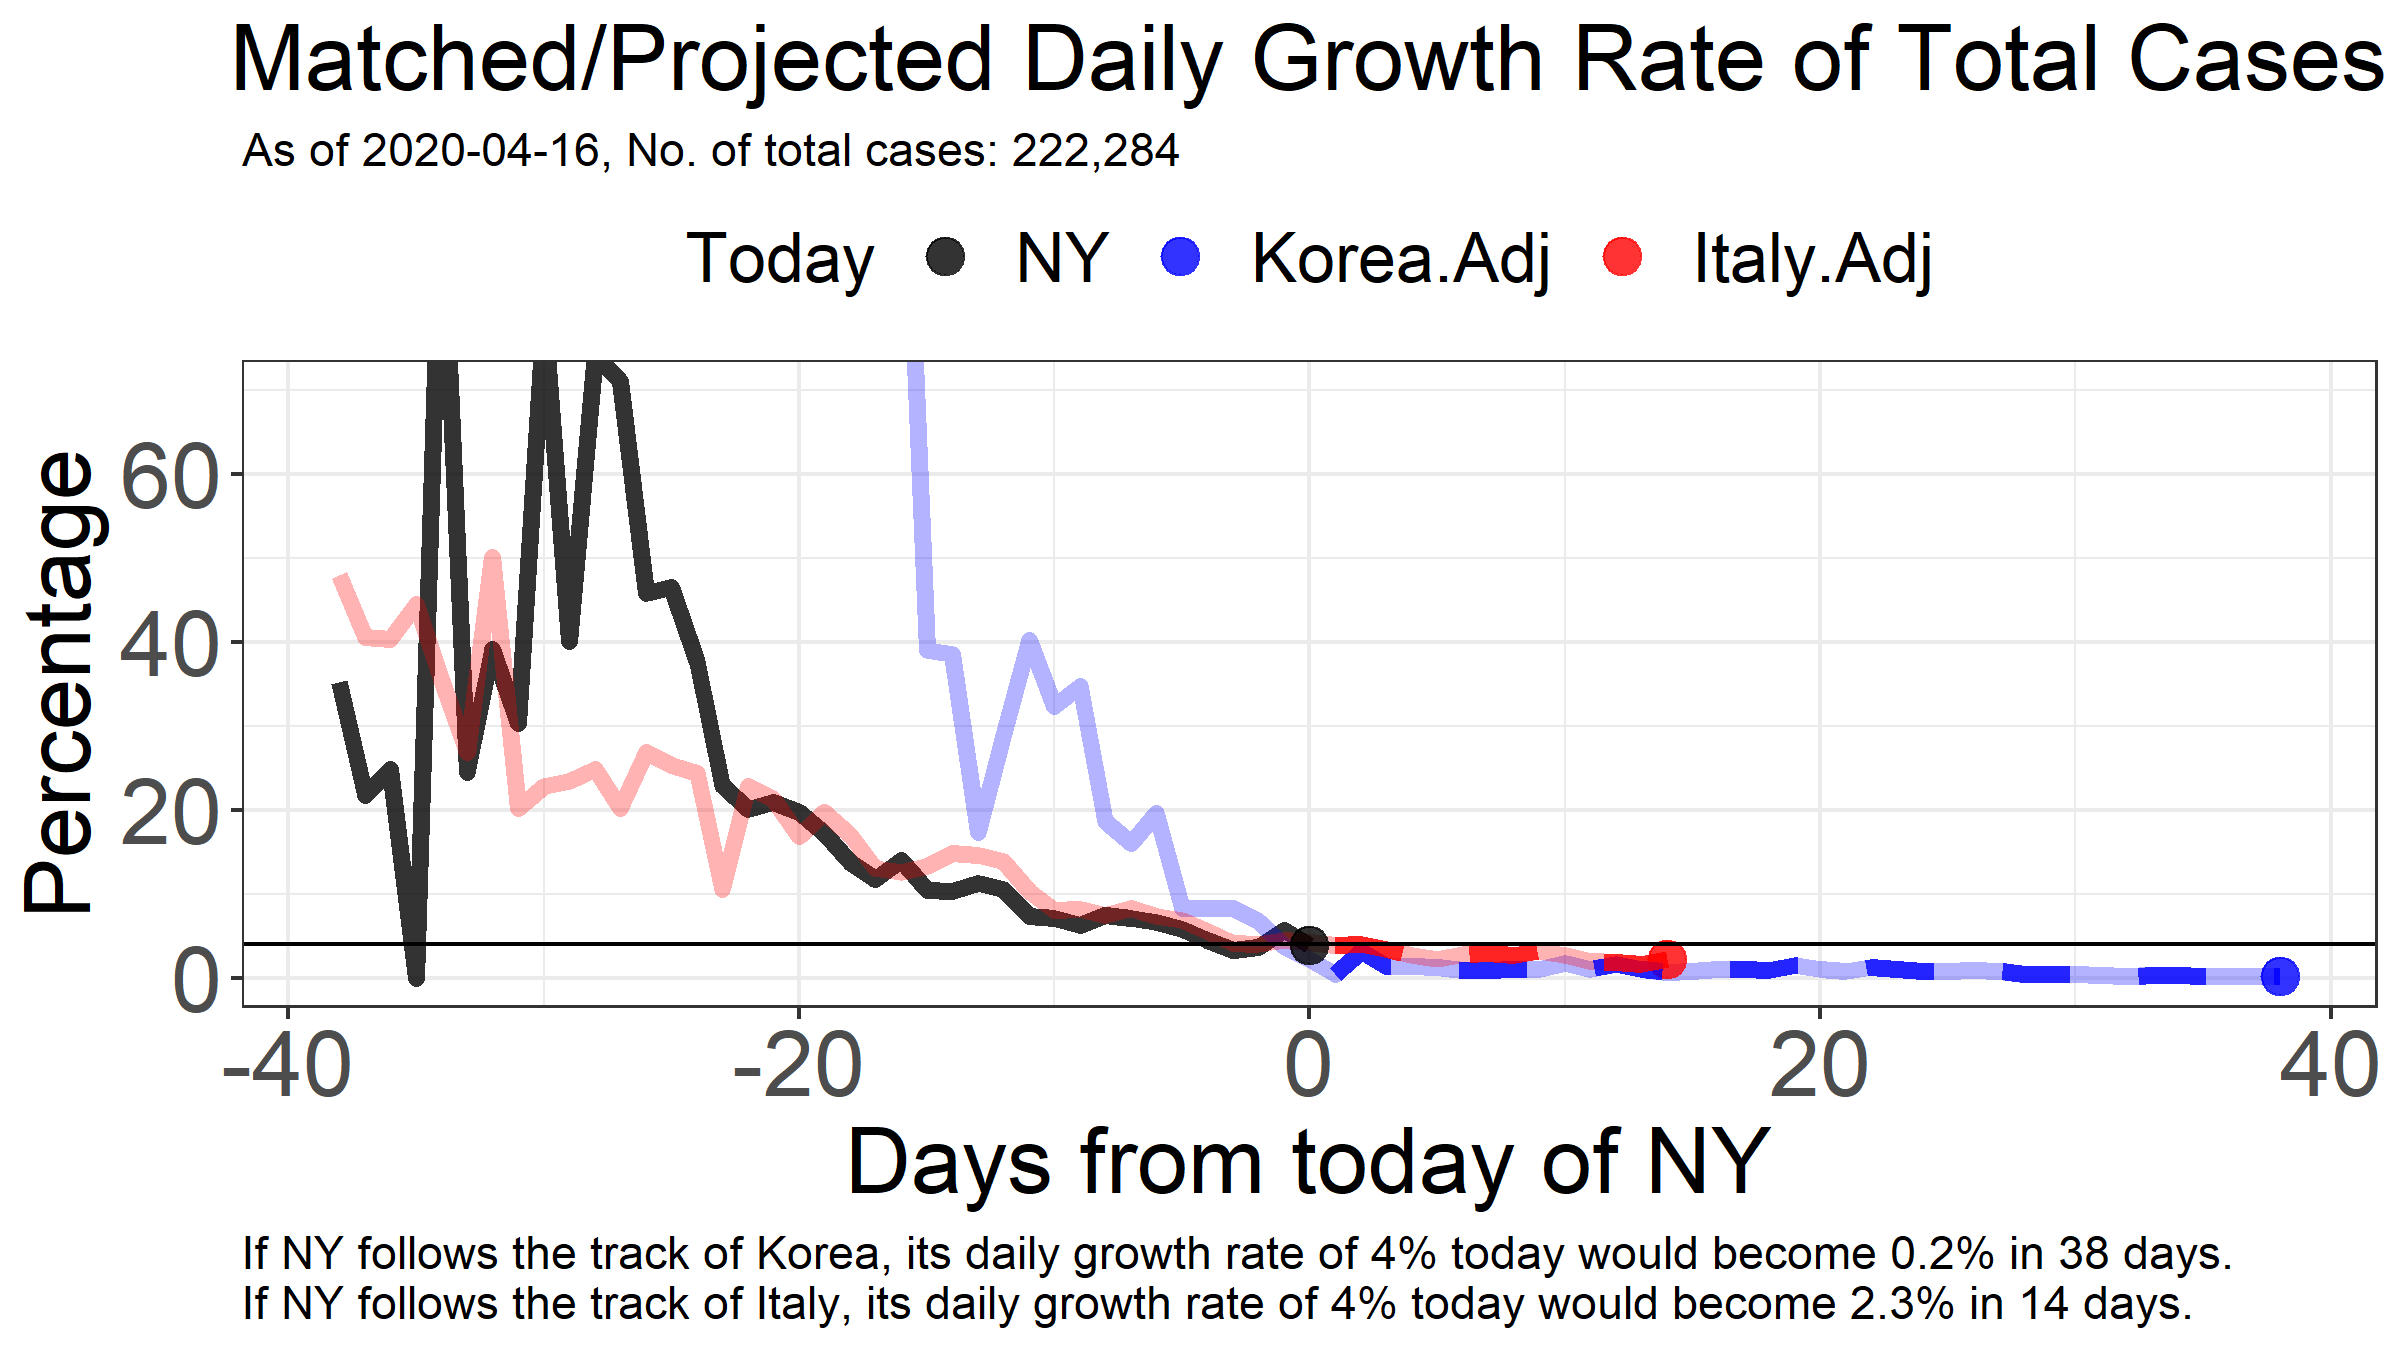 Matched/Projected Daily Growth Rate of Total Cases
As of 2020-04-16, No. of total cases: 222,284
Today NY Korea.Adj Italy.Adj
Percentage
60
40
20
0
-40 -20 0 20 40
Days from today of NY
If NY follows the track of Korea, its daily growth rate of 4% today would become 0.2% in 38 days.
If NY follows the track of Italy, its daily growth rate of 4% today would become 2.3% in 14 days.